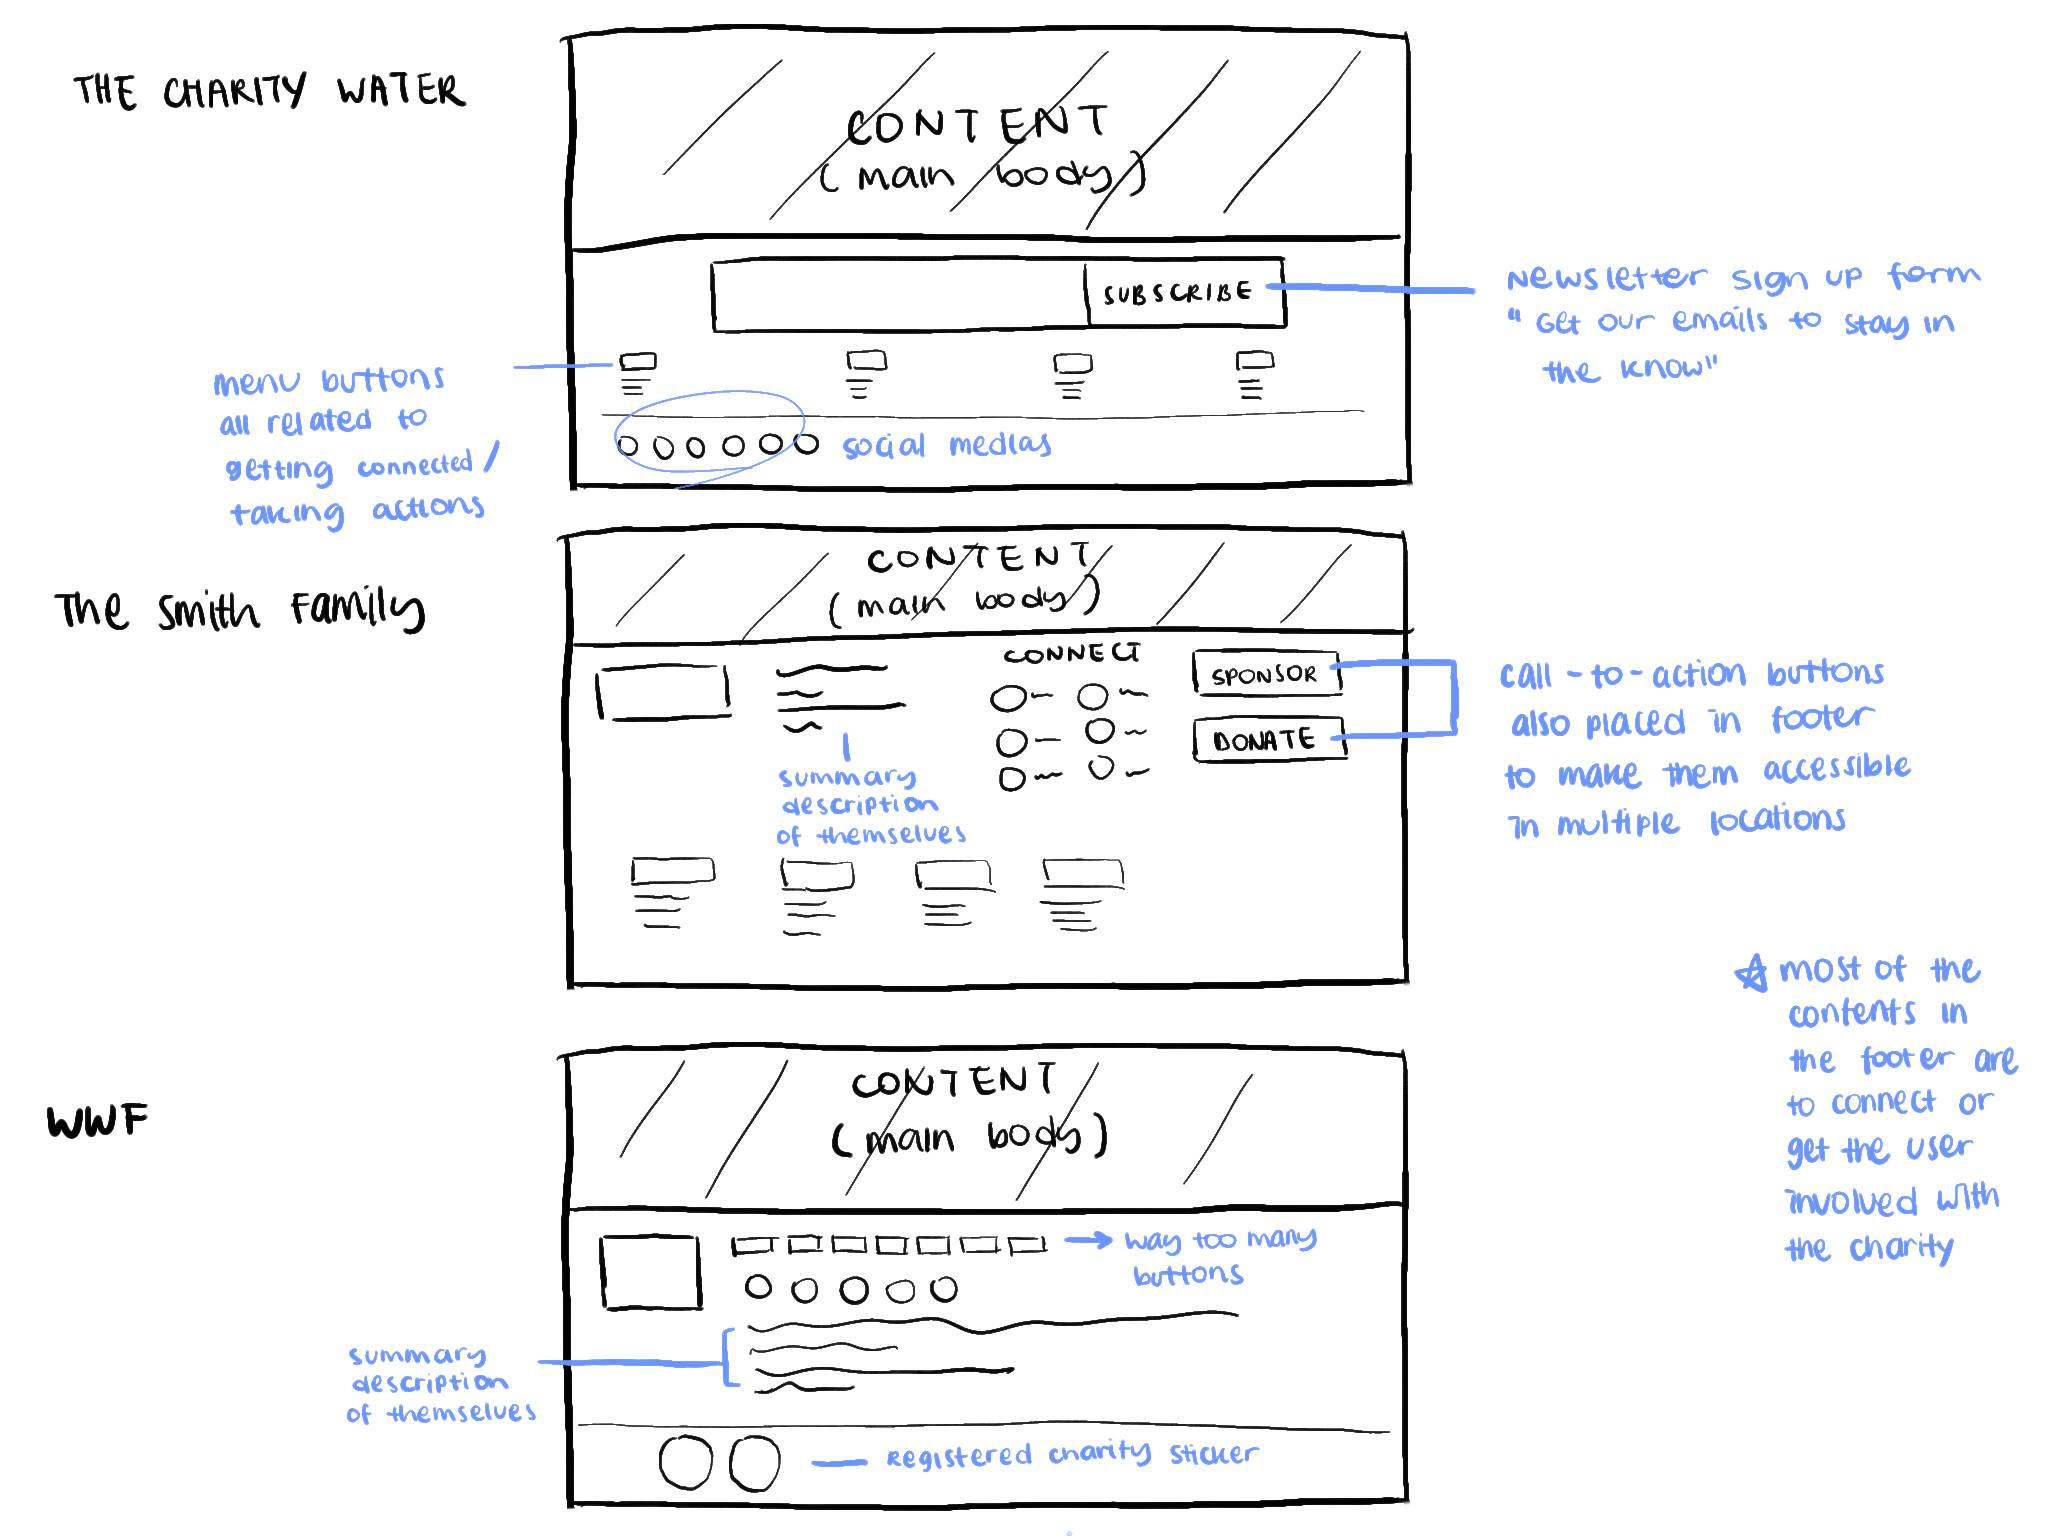 THE CHARITY WATER
CONTENT
(main body)
SUBSCRIBE
Newsletter sign up form
"Get our emails to stay in
the know"
menu buttons
all related to
getting connected/
taking actions
social medias
The Smith Family
CONTENT
(main body)
CONNECT
SPONSOR
DONATE
summary
description
of themselves
call-to-action buttons
also placed in footer
to make them accessible
in multiple locations
most of the
contents in
the footer are
to connect or
get the user
involved with
the charity
WWF
CONTENT
(main body)
way too many
buttons
summary
description
of themselves
Registered charity sticker